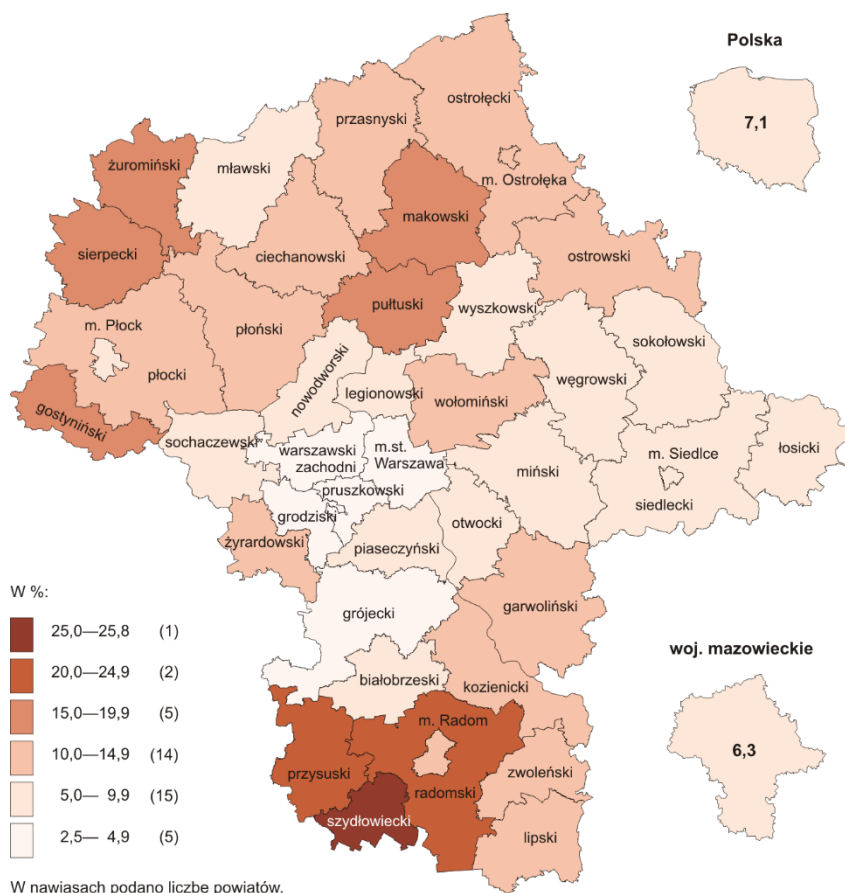 Polska
7,1
ostrołęcki
przasnyski
żuromiński
mławski
m. Ostrołęka
makowski
sierpecki
ciechanowski
ostrowski
pułtuski
wyszkowski
m. Płock
płoński
sokołowski
płocki
nowodworski
legionowski
węgrowski
wołomiński
gostyniński
sochaczewski
warszawski
zachodni
m.st.
Warszawa
łosicki
m. Siedlce
miński
pruszkowski
siedlecki
grodziski
otwocki
żyrardowski
piaseczyński
W %:
garwoliński
grójecki
25,0—25,8 (1)
woj. mazowieckie
20,0—24,9 (2)
białobrzeski
kozienicki
15,0—19,9 (5)
m. Radom
6,3
10,0—14,9 (14)
przysuski
zwoleński
radomski
5,0— 9,9 (15)
szydłowiecki
2,5— 4,9 (5)
lipski
W nawiasach podano liczbę powiatów.